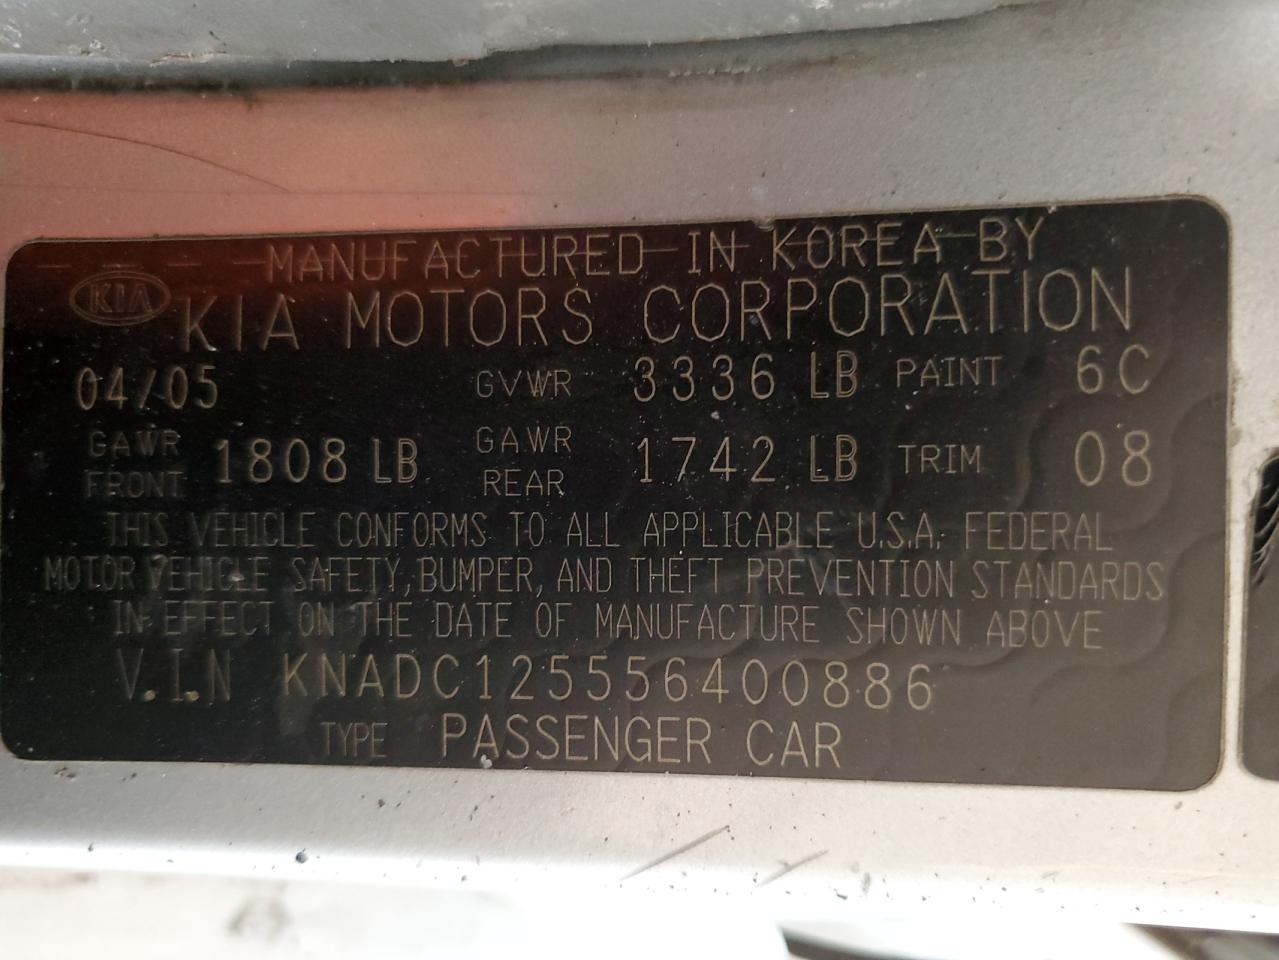 MANUFACTURED IN KOREA BY
KIA KIA MOTORS CORPORATION
04/05 GVWR 3336 LB PAINT 6C
GAWR FRONT 1808 LB GAWR REAR 1742 LB TRIM 08
THIS VEHICLE CONFORMS TO ALL APPLICABLE U.S.A. FEDERAL
MOTOR VEHICLE SAFETY, BUMPER, AND THEFT PREVENTION STANDARDS
IN EFFECT ON THE DATE OF MANUFACTURE SHOWN ABOVE
V.I.N KNADC125556400886
TYPE PASSENGER CAR